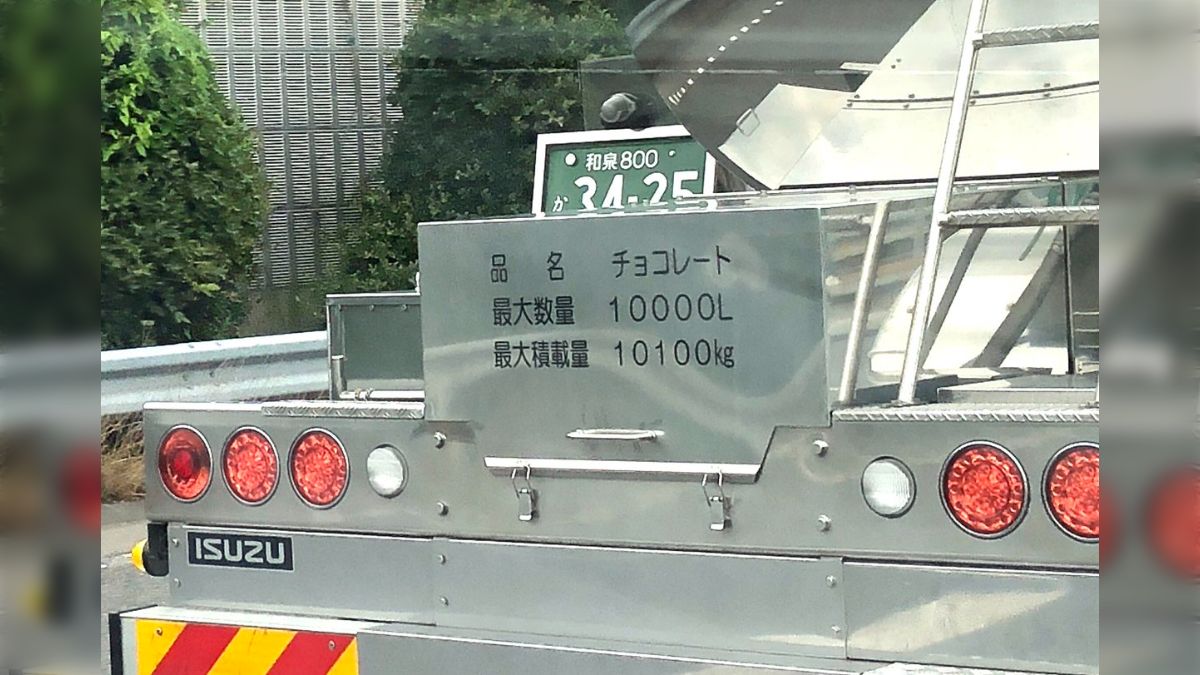 和泉800
か 34-25
品 名 チョコレート
最大数量 10000L
最大積載量 10100kg
ISUZU